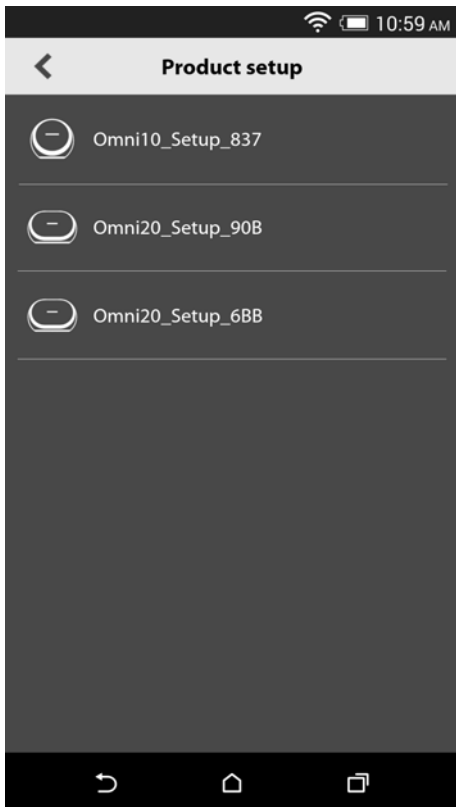 10:59 AM
Product setup
Omni10_Setup_837
Omni20_Setup_90B
Omni20_Setup_6BB